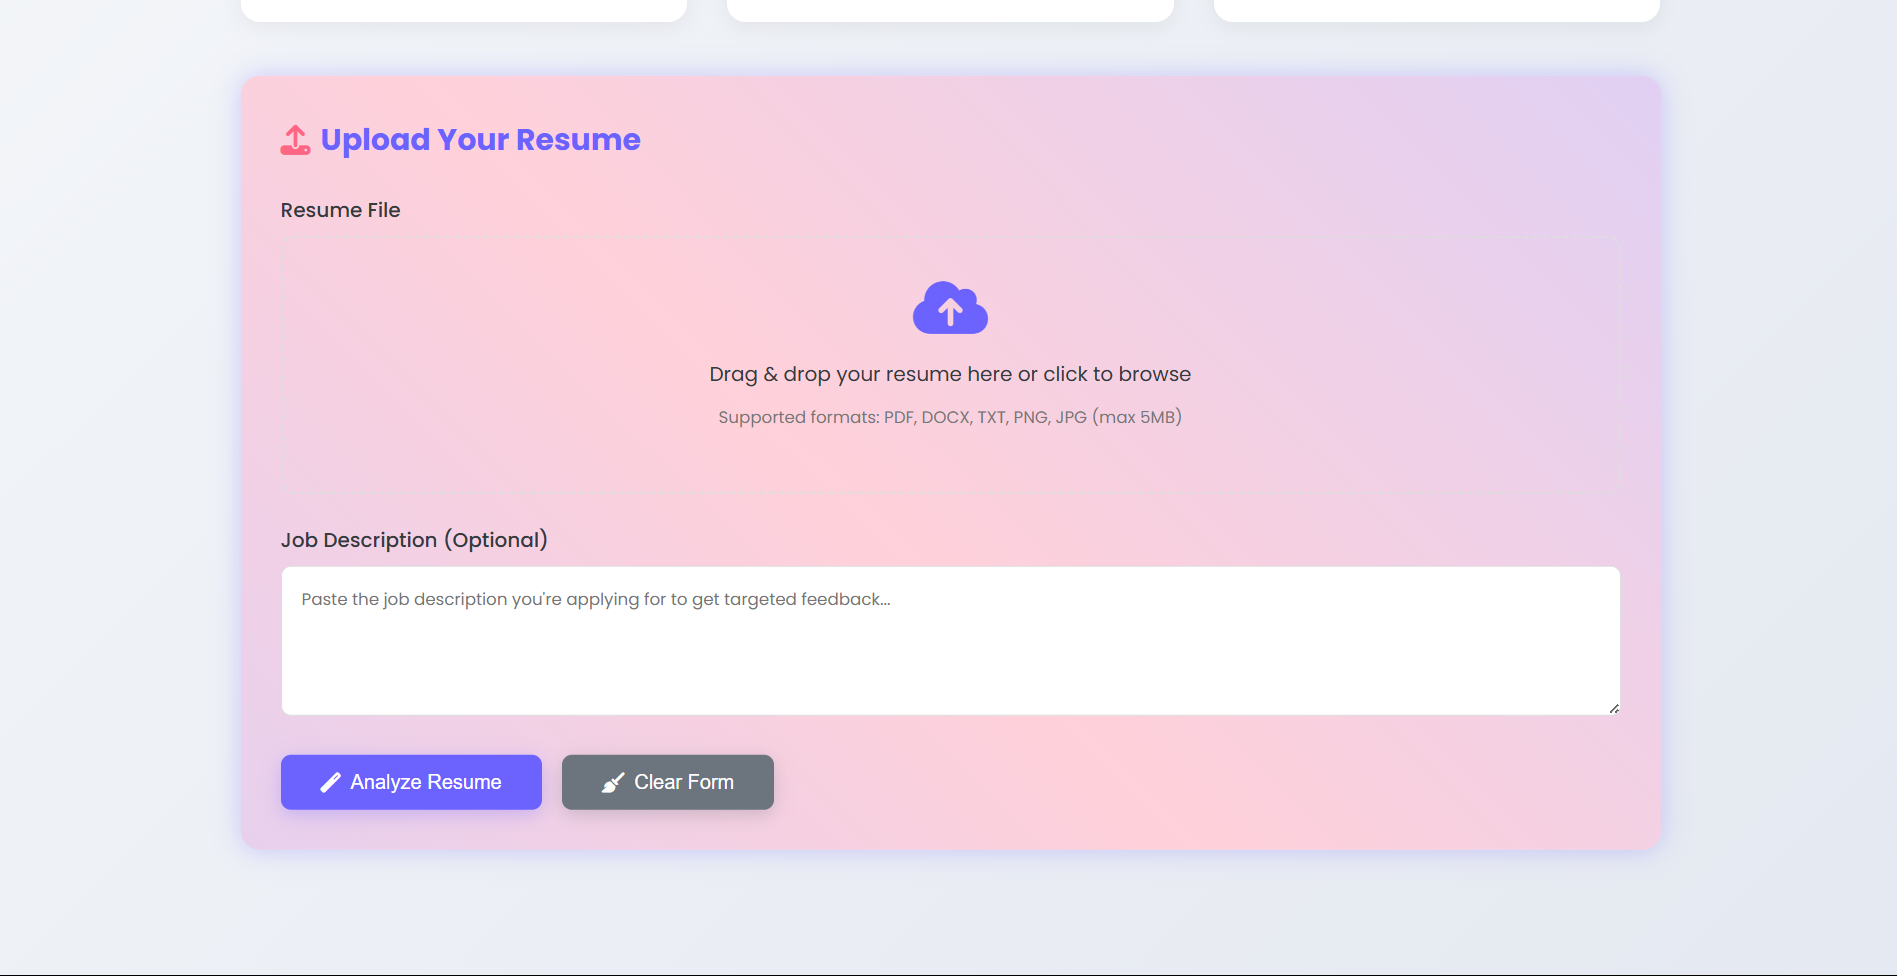 Upload Your Resume
Resume File
Drag & drop your resume here or click to browse
Supported formats: PDF, DOCX, TXT, PNG, JPG (max 5MB)
Job Description (Optional)
Paste the job description you're applying for to get targeted feedback...
Analyze Resume
Clear Form